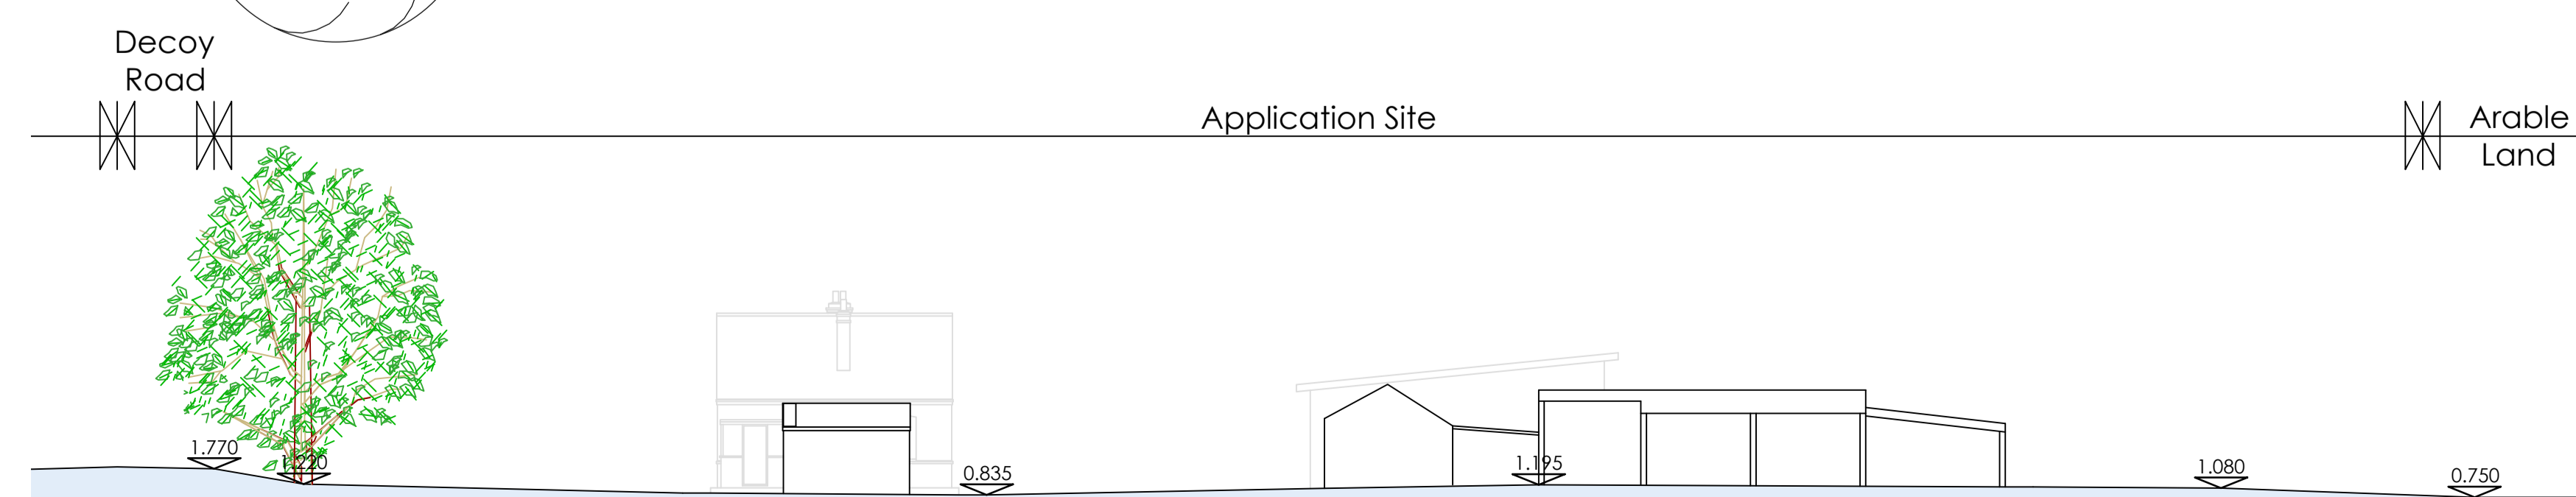 Decoy
Road
Application Site
Arable
Land
1.770
1.220
0.835
1.195
1.080
0.750